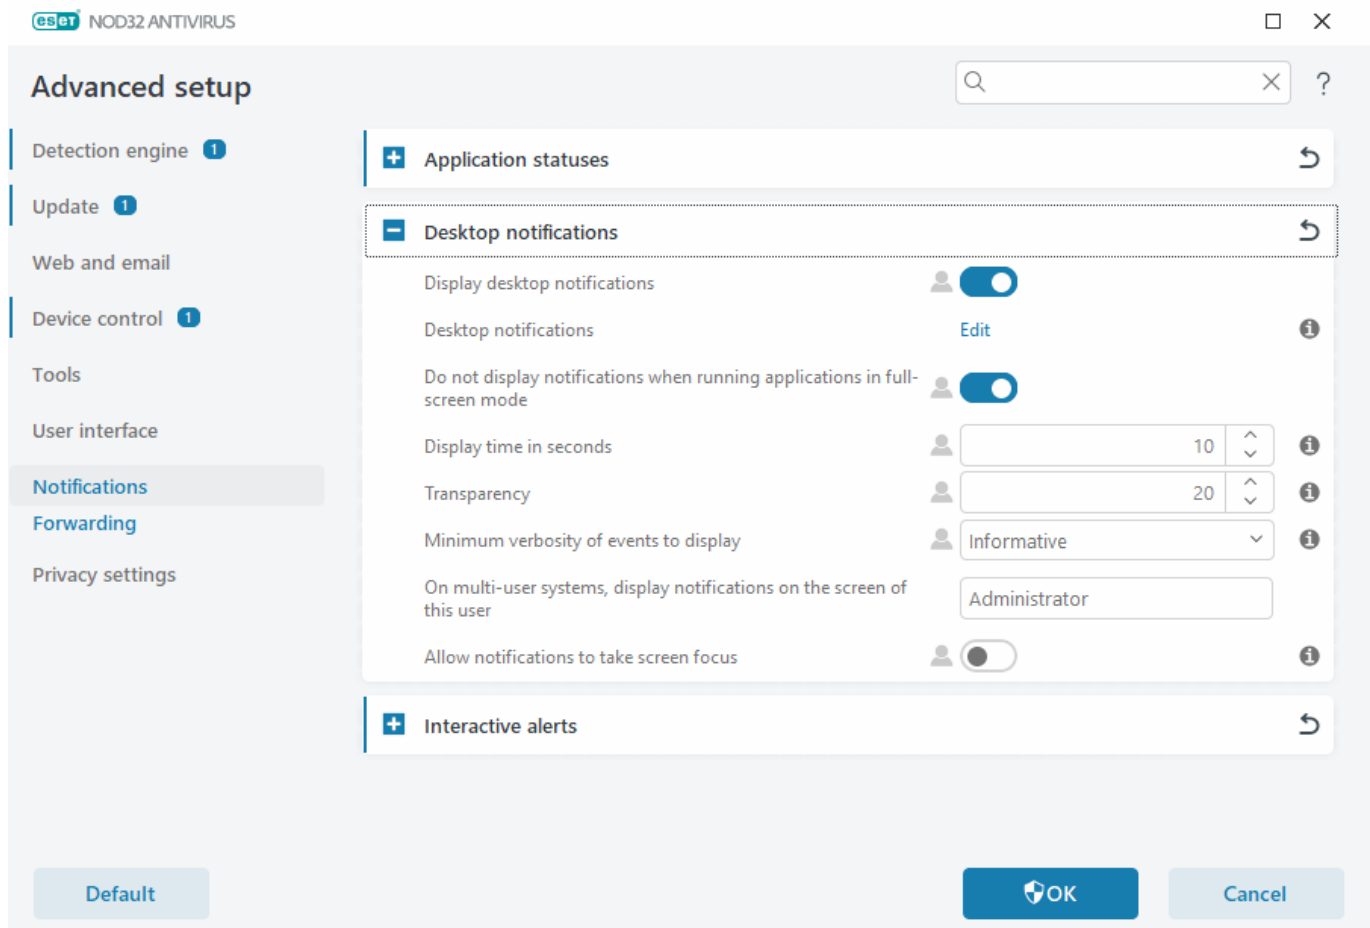 eset NOD32 ANTIVIRUS
Advanced setup
?
Detection engine 1
Update 1
Web and email
Device control 1
Tools
User interface
Notifications
Forwarding
Privacy settings
Application statuses
Desktop notifications
Display desktop notifications
Desktop notifications Edit
Do not display notifications when running applications in full-
screen mode
Display time in seconds 10
Transparency 20
Minimum verbosity of events to display Informative
On multi-user systems, display notifications on the screen of
this user
Administrator
Allow notifications to take screen focus
Interactive alerts
Default
OK
Cancel